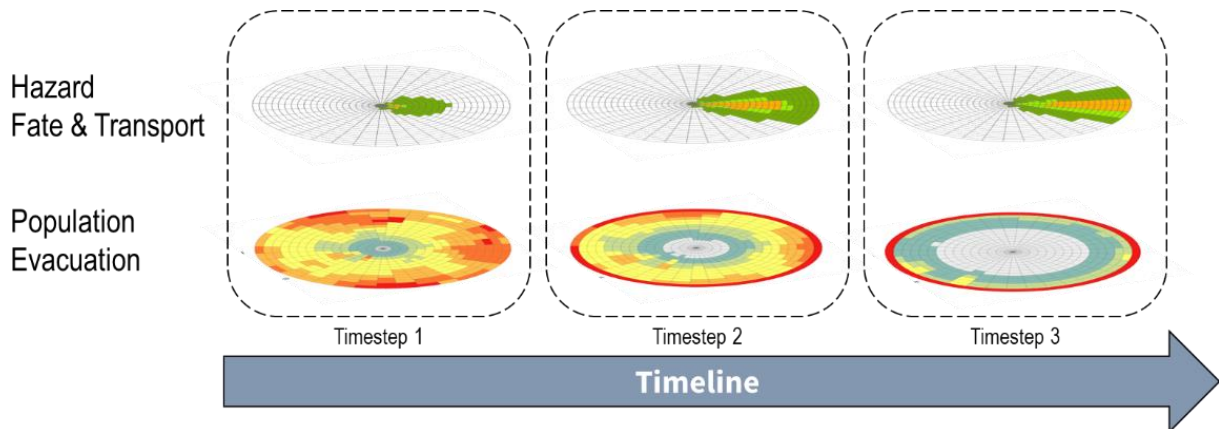 Hazard
Fate & Transport
Population
Evacuation
Timestep 1
Timestep 2
Timestep 3
Timeline